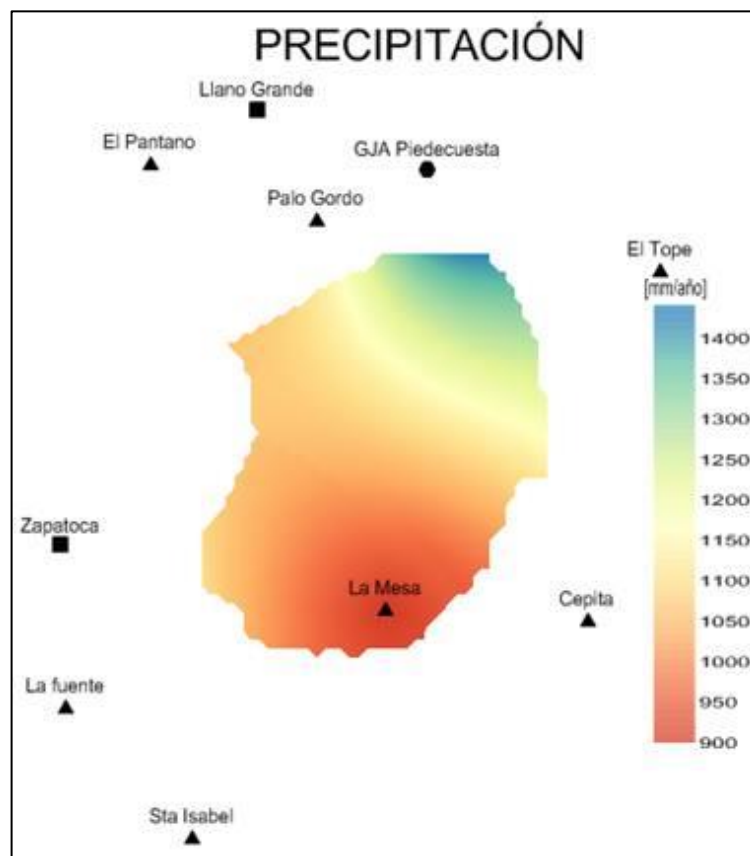 PRECIPITACIÓN
Llano Grande
El Pantano
GJA Piedecuesta
Palo Gordo
El Tope
[mm/año]
1400
1350
1300
1250
1200
1150
1100
1050
1000
950
900
Zapatoca
La Mesa
Cepita
La fuente
Sta Isabel